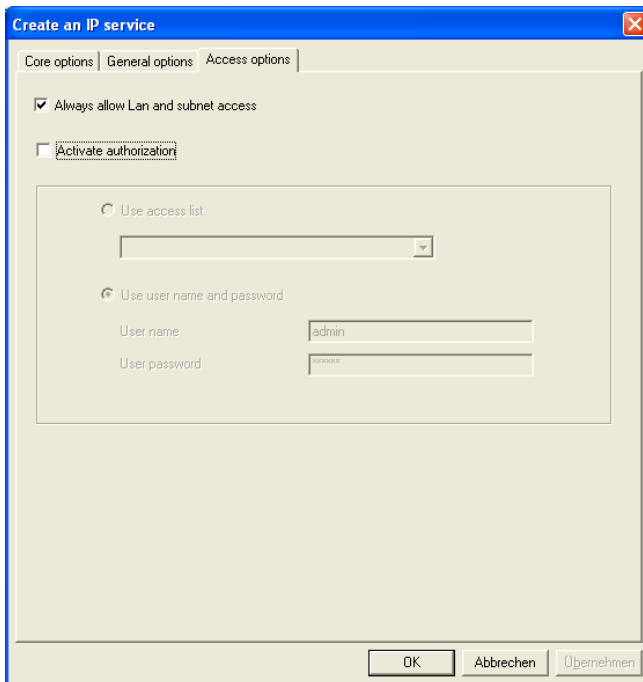 Create an IP service
Core options General options Access options
Always allow Lan and subnet access
Activate authorization
Use access list
Use user name and password
User name admin
User password ******
OK Abbrechen Übernehmen